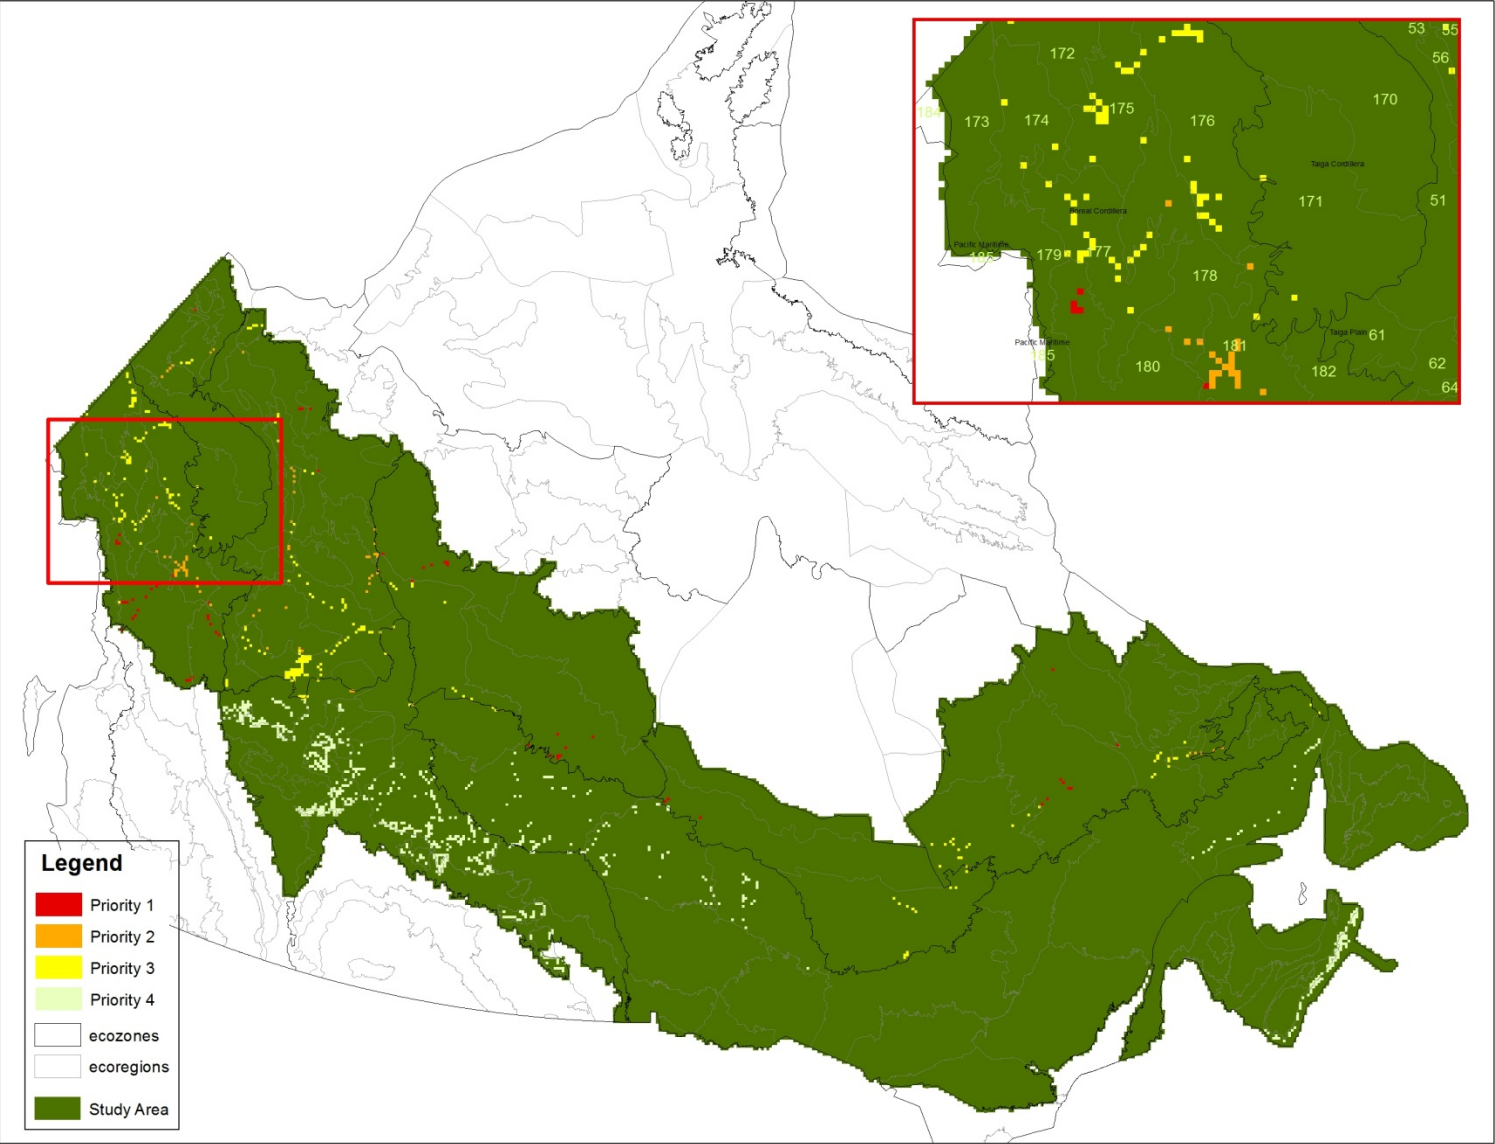 53 55
172
56
170
184
173 174 175 176
Taiga Cordillera
171 51
Boreal Cordillera
Pacific Maritime
185 179 177
178
Pacific Maritime
185
Taiga Plain 61
181
180 182 62
64
Legend
Priority 1
Priority 2
Priority 3
Priority 4
ecozones
ecoregions
Study Area